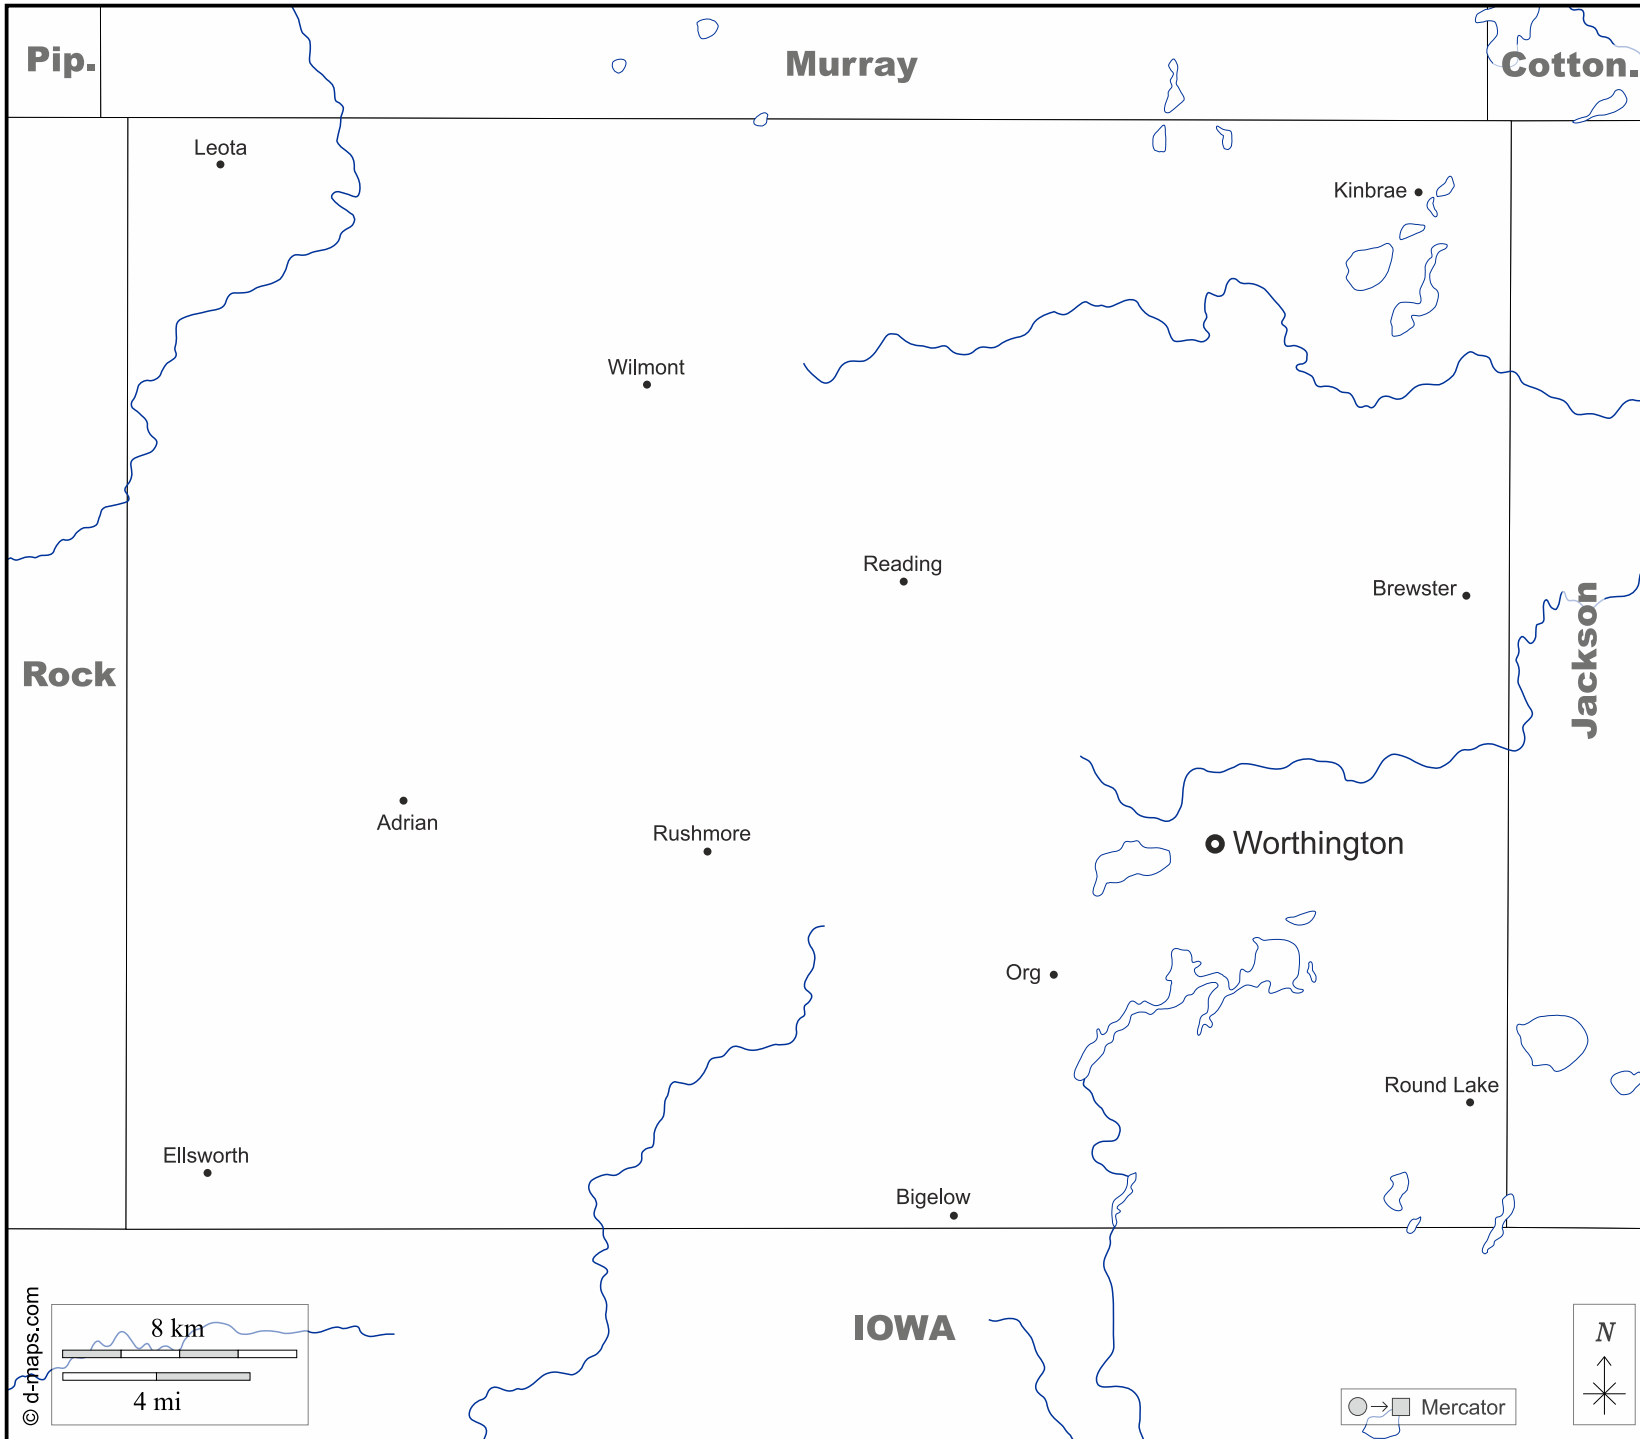 Pip.
Murray
Cotton.
Leota
Kinbrae
Wilmont
Reading
Brewster
Rock
Jackson
Adrian
Rushmore
Worthington
Org
Round Lake
Ellsworth
Bigelow
IOWA
© d-maps.com
8 km
4 mi
N
Mercator